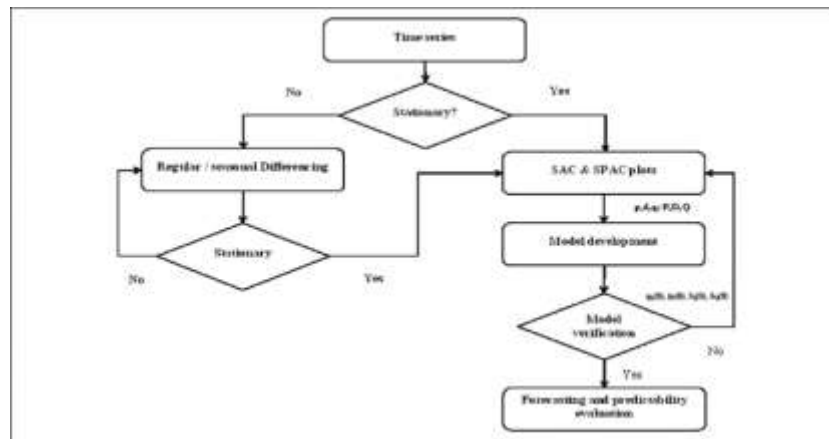 Time series
No
Yes
Stationary?
Regular / seasonal Differencing
SAC & SPAC plots
p,d,q; P,D,Q
Stationary
Model development
No
Yes
Model
verification
No
Yes
Forecasting and predictability
evaluation